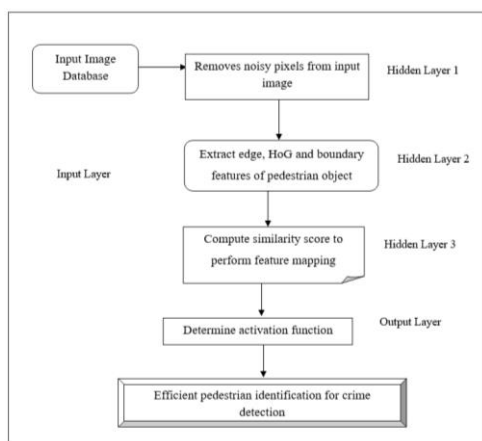 Input Image
Database
Removes noisy pixels from input
image
Hidden Layer 1
Extract edge, HoG and boundary
features of pedestrian object
Hidden Layer 2
Input Layer
Compute similarity score to
perform feature mapping
Hidden Layer 3
Determine activation function
Output Layer
Efficient pedestrian identification for crime
detection